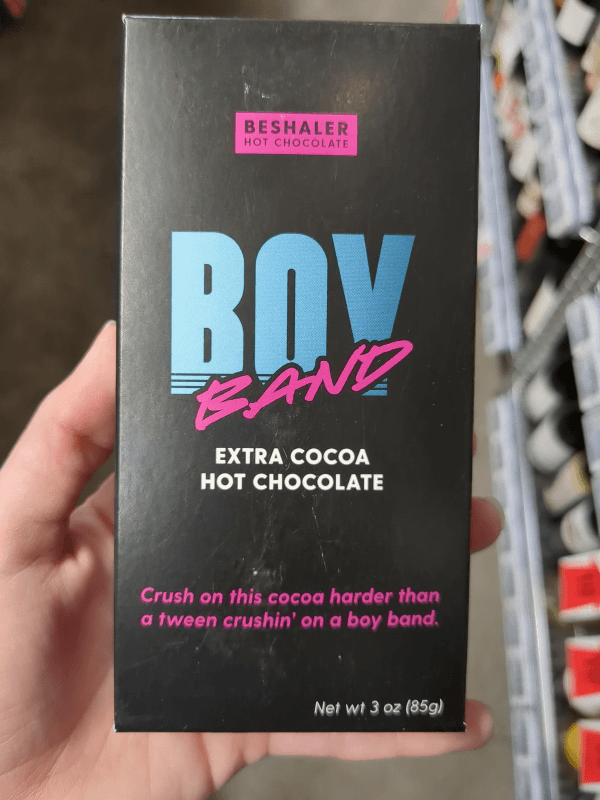 BESHALER
HOT CHOCOLATE
BOY
BAND
EXTRA COCOA
HOT CHOCOLATE
Crush on this cocoa harder than
a tween crushin' on a boy band.
Net wt 3 oz (85g)